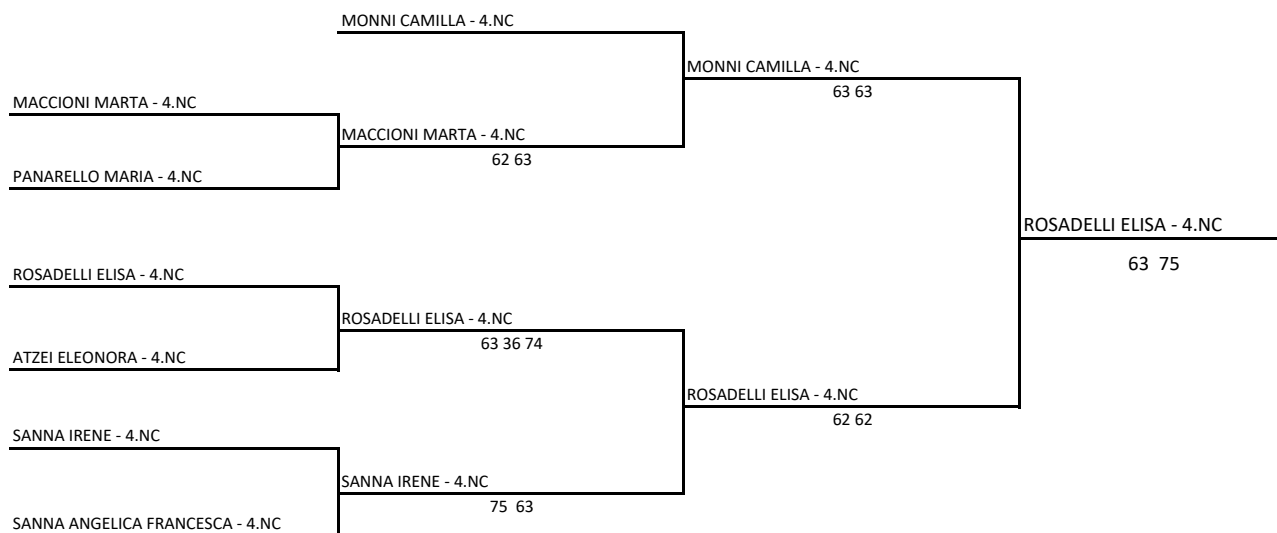 MONNI CAMILLA - 4.NC
MONNI CAMILLA - 4.NC
63 63
MACCIONI MARTA - 4.NC
MACCIONI MARTA - 4.NC
62 63
PANARELLO MARIA - 4.NC
ROSADELLI ELISA - 4.NC
63 75
ROSADELLI ELISA - 4.NC
ROSADELLI ELISA - 4.NC
63 36 74
ATZEI ELEONORA - 4.NC
ROSADELLI ELISA - 4.NC
62 62
SANNA IRENE - 4.NC
SANNA IRENE - 4.NC
75 63
SANNA ANGELICA FRANCESCA - 4.NC